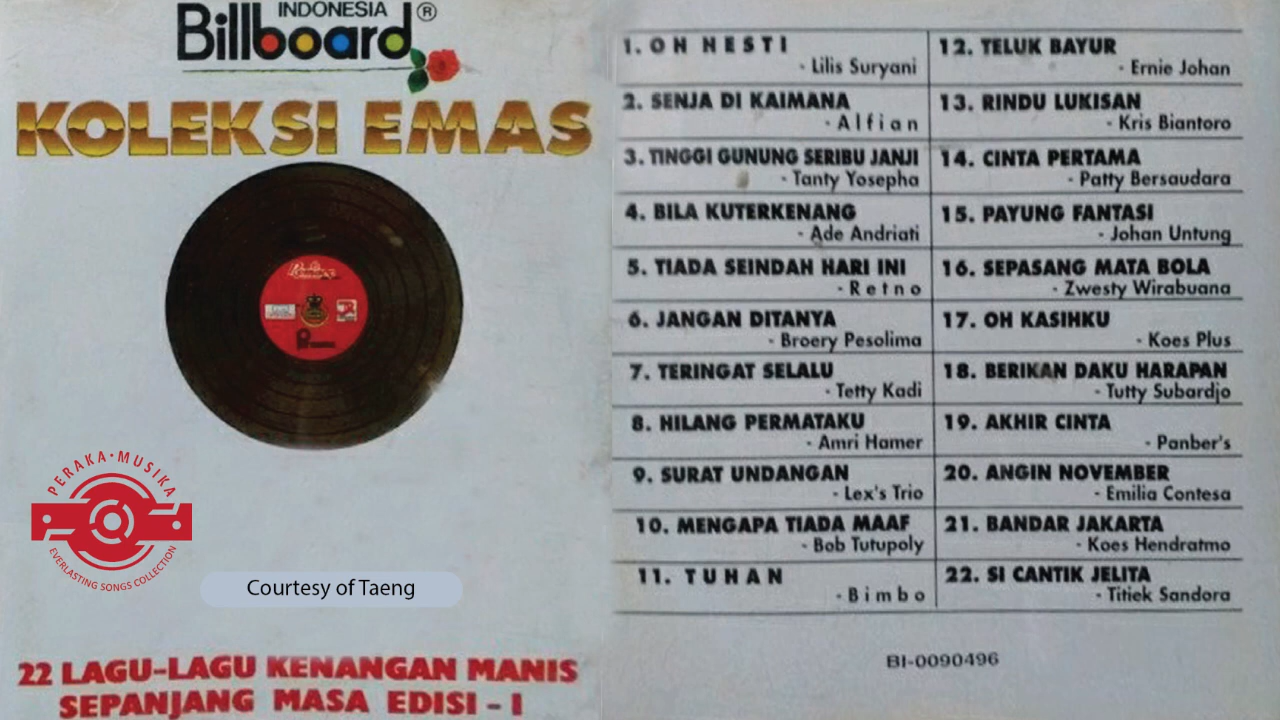 INDONESIA
Billboard®
KOLEKSI EMAS
PERAKA•MUSIKA
EVERLASTING SONGS COLLECTION
Courtesy of Taeng
22 LAGU-LAGU KENANGAN MANIS
SEPANJANG MASA EDISI - I
1. OH HESTI
- Lilis Suryani
2. SENJA DI KAIMANA
- Alfian
3. TINGGI GUNUNG SERIBU JANJI
- Tanty Yosepha
4. BILA KUTERKENANG
- Ade Andriati
5. TIADA SEINDAH HARI INI
- Retno
6. JANGAN DITANYA
- Broery Pesolima
7. TERINGAT SELALU
- Tetty Kadi
8. HILANG PERMATAKU
- Amri Hamer
9. SURAT UNDANGAN
- Lex's Trio
10. MENGAPA TIADA MAAF
- Bob Tutupoly
11. TUHAN
- Bimbo
12. TELUK BAYUR
- Ernie Johan
13. RINDU LUKISAN
- Kris Biantoro
14. CINTA PERTAMA
- Patty Bersaudara
15. PAYUNG FANTASI
- Johan Untung
16. SEPASANG MATA BOLA
- Zwesty Wirabuana
17. OH KASIHKU
- Koes Plus
18. BERIKAN DAKU HARAPAN
- Tutty Subardjo
19. AKHIR CINTA
- Panber's
20. ANGIN NOVEMBER
- Emilia Contesa
21. BANDAR JAKARTA
- Koes Hendratmo
22. SI CANTIK JELITA
- Titiek Sandora
BI-0090496